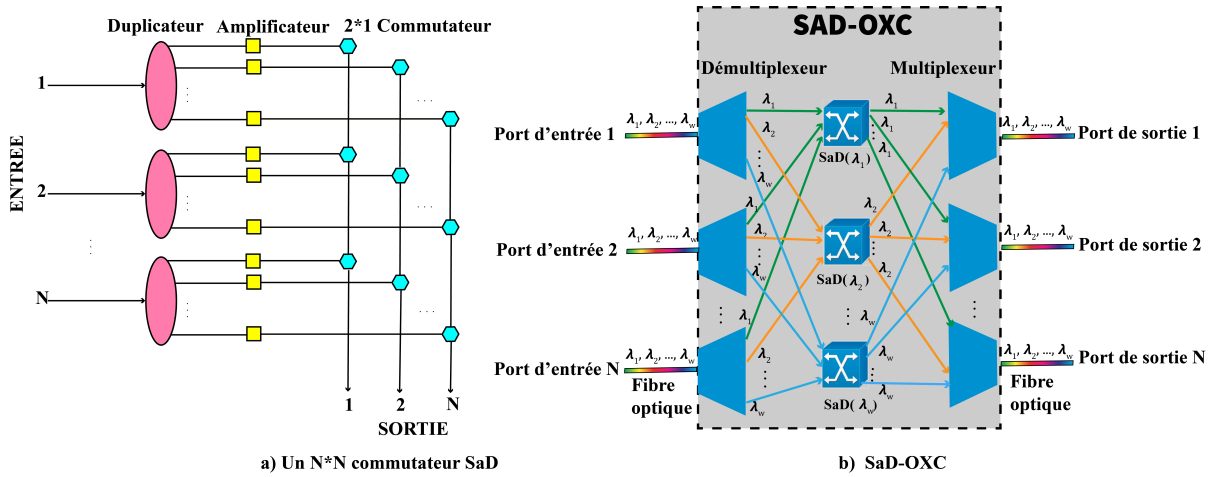 Duplicateur Amplificateur 2*1 Commutateur
ENTREE
1
. . .
2
. . .
N
1 2 N
SORTIE
a) Un N*N commutateur SaD
SAD-OXC
Démultiplexeur Multiplexeur
Port d'entrée 1 λ1, λ2, ..., λw
λ1
λ2
λw
SaD(λ1)
λ1
λ1
λ1
λ1, λ2, ..., λw Port de sortie 1
Port d'entrée 2 λ1, λ2, ..., λw
λ1
λ2
λw
SaD(λ2)
λ2
λ2
λ2
λ1, λ2, ..., λw Port de sortie 2
Port d'entrée N λ1, λ2, ..., λw
Fibre
optique
λ1
λ2
λw
SaD(λw)
λw
λw
λw
λ1, λ2, ..., λw Port de sortie N
Fibre
optique
b) SaD-OXC